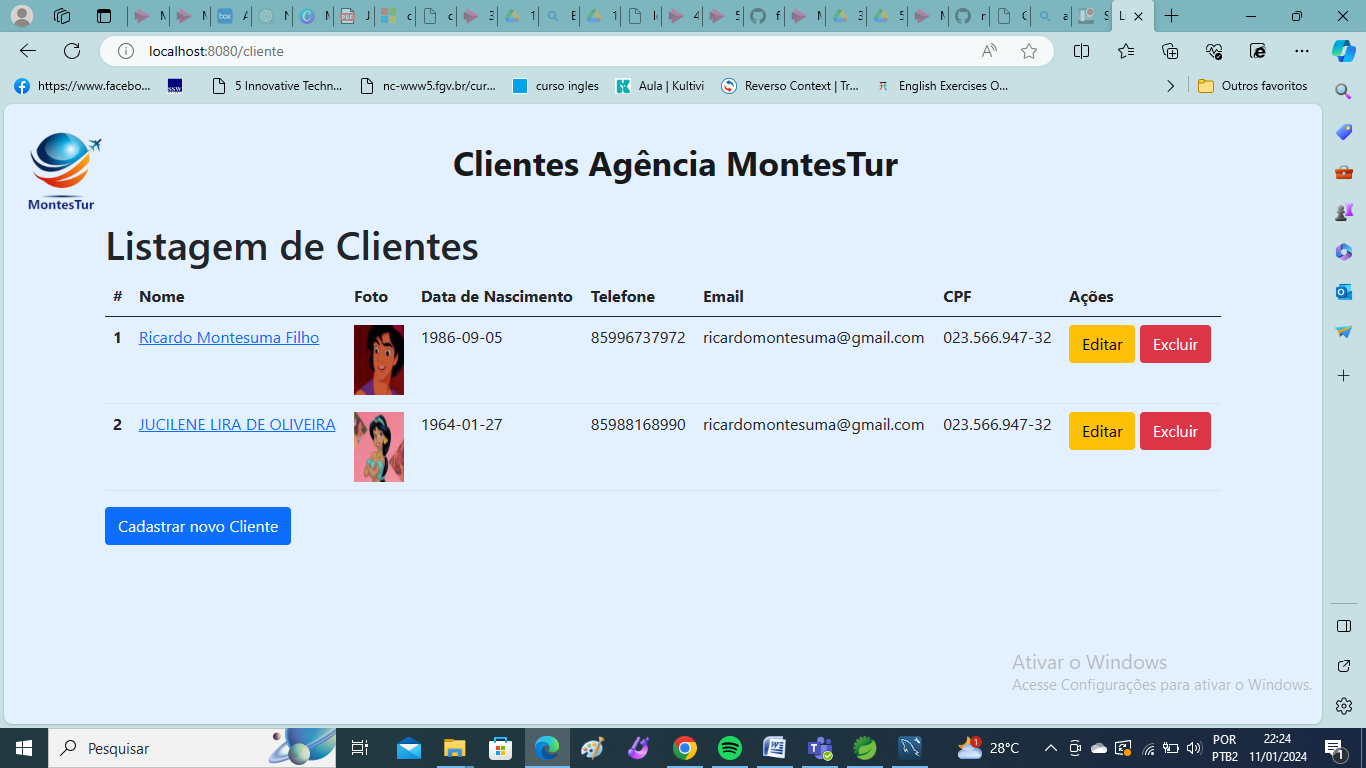 localhost:8080/cliente
https://www.facebo...
SSW
5 Innovative Techn...
nc-www5.fgv.br/cur...
curso ingles
Aula | Kultivi
Reverso Context | Tr...
English Exercises O...
Outros favoritos
MontesTur
Clientes Agência MontesTur
Listagem de Clientes
# Nome Foto Data de Nascimento Telefone Email CPF Ações
1 Ricardo Montesuma Filho 1986-09-05 85996737972 ricardomontesuma@gmail.com 023.566.947-32 Editar Excluir
2 JUCILENE LIRA DE OLIVEIRA 1964-01-27 85988168990 ricardomontesuma@gmail.com 023.566.947-32 Editar Excluir
Cadastrar novo Cliente
Ativar o Windows
Acesse Configurações para ativar o Windows.
Pesquisar
28°C
POR
PTB2
22:24
11/01/2024